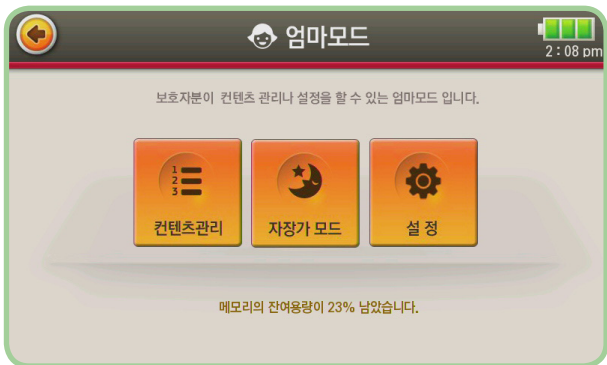 엄마모드
2:08 pm
보호자분이 컨텐츠 관리나 설정을 할 수 있는 엄마모드 입니다.
1
2
3
컨텐츠관리
자장가 모드
설 정
메모리의 잔여용량이 23% 남았습니다.